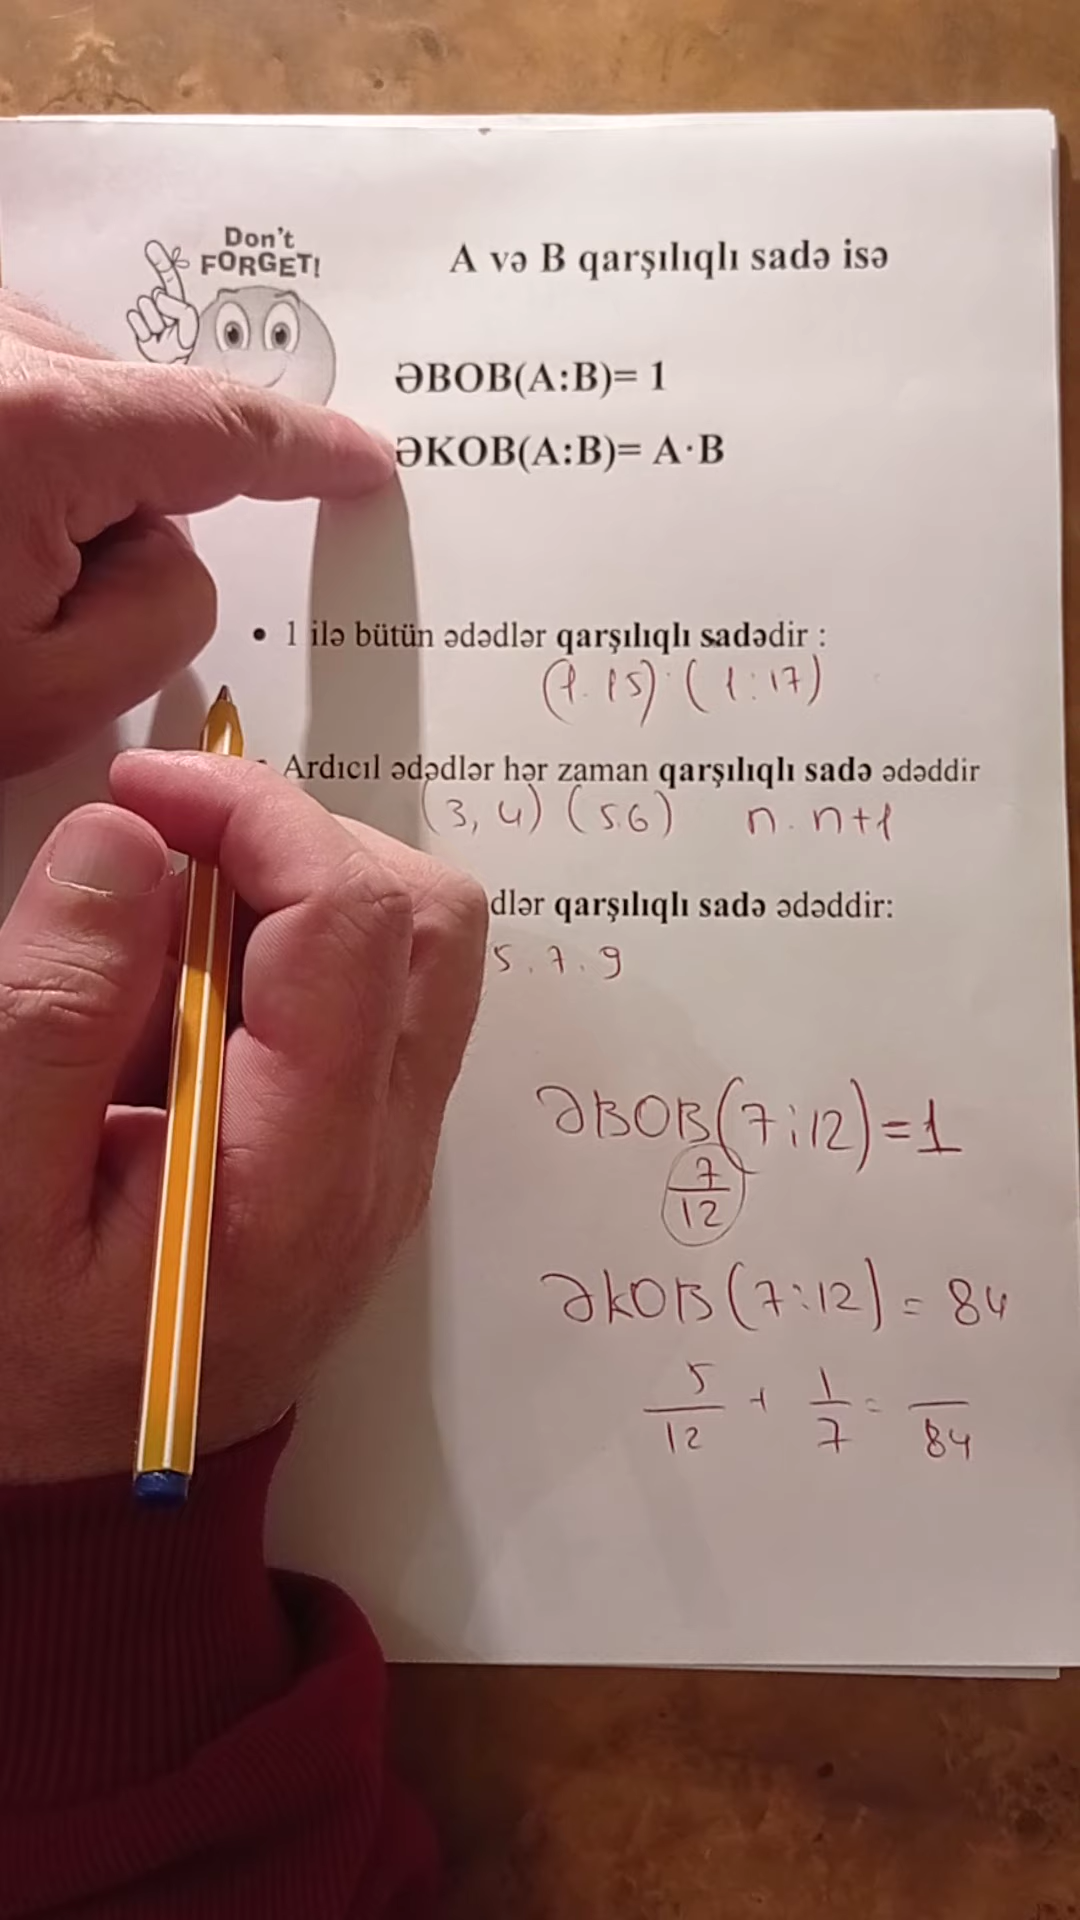 Don't
FORGET!
A və B qarşılıqlı sadə isə
ƏBOB(A:B)= 1
ƏKOB(A:B)= A·B
• 1 ilə bütün ədədlər qarşılıqlı sadədir :
(1.15) (1:17)
Ardıcıl ədədlər hər zaman qarşılıqlı sadə ədəddir
(3, 4) (5.6) n. n+1
dlər qarşılıqlı sadə ədəddir:
5. 7. 9
ƏBOB(7:12)=1
7/12
ƏKOB(7:12) = 84
5/12 + 1/7 = /84